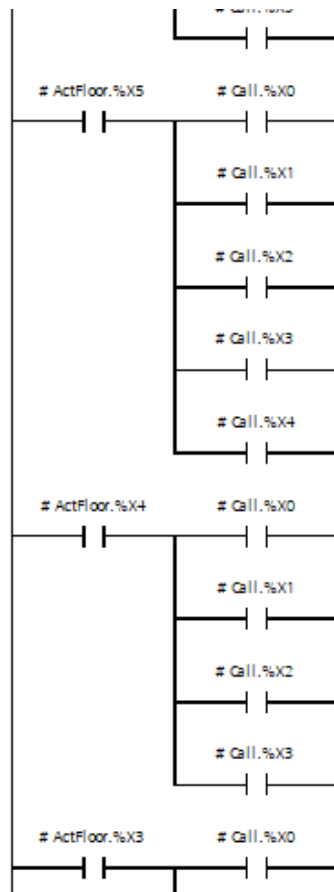 # ActFloor.%X5 # Call.%X0
# Call.%X1
# Call.%X2
# Call.%X3
# Call.%X4
# ActFloor.%X4 # Call.%X0
# Call.%X1
# Call.%X2
# Call.%X3
# ActFloor.%X3 # Call.%X0